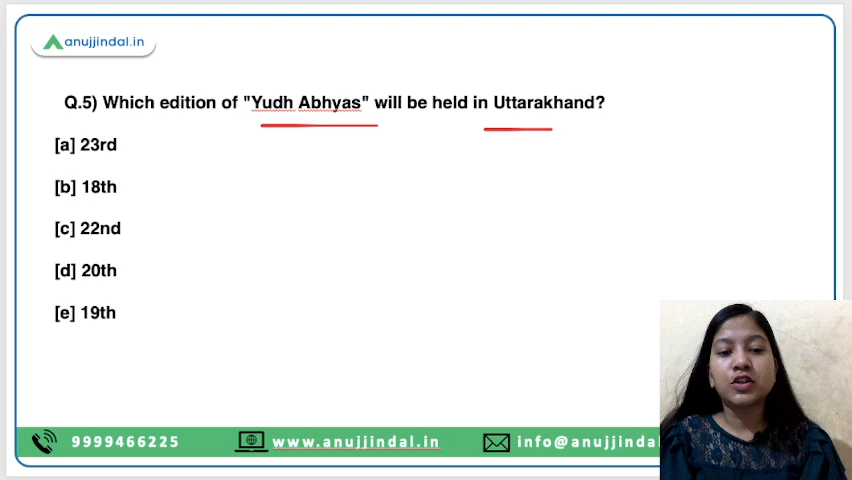 anujjindal.in
Q.5) Which edition of "Yudh Abhyas" will be held in Uttarakhand?
[a] 23rd
[b] 18th
[c] 22nd
[d] 20th
[e] 19th
9999466225 www.anujjindal.in info@anujjinda